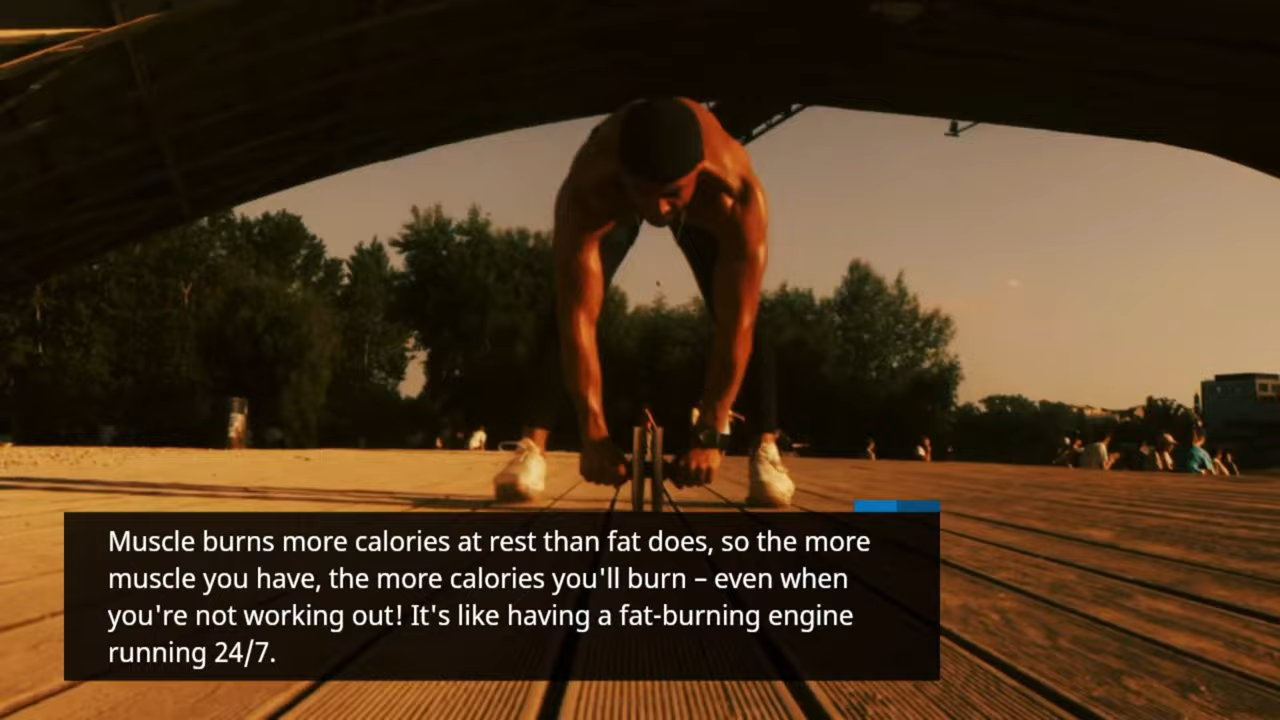 Muscle burns more calories at rest than fat does, so the more
muscle you have, the more calories you'll burn – even when
you're not working out! It's like having a fat-burning engine
running 24/7.